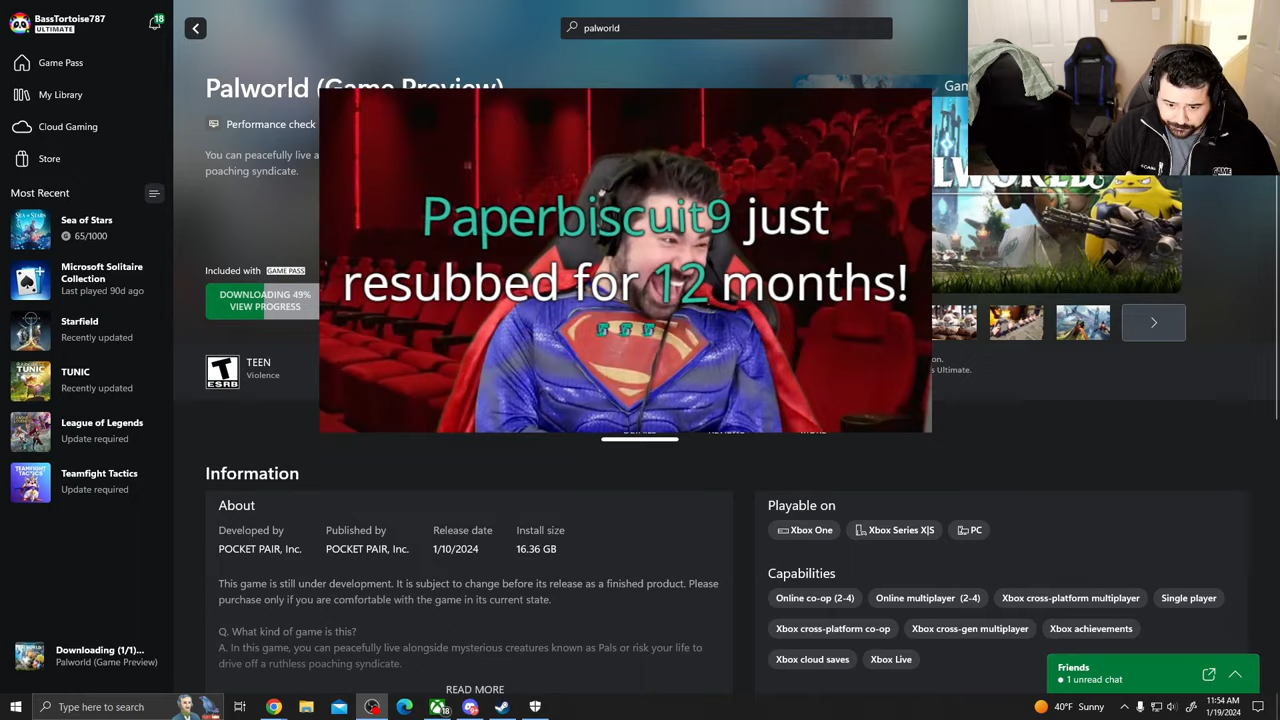 BassTortoise787
ULTIMATE
18
palworld
Game Pass
My Library
Cloud Gaming
Store
Most Recent
Sea of Stars
65/1000
Microsoft Solitaire
Collection
Last played 90d ago
Starfield
Recently updated
TUNIC
Recently updated
League of Legends
Update required
Teamfight Tactics
Update required
Downloading (1/1)...
Palworld (Game Preview)
Palworld (Game Preview)
Performance check
You can peacefully live a
poaching syndicate.
Included with GAME PASS
DOWNLOADING 49%
VIEW PROGRESS
TEEN
Violence
T
ESRB
Paperbiscuit9 just
resubbed for 12 months!
Gam
on.
s Ultimate.
Information
About
Developed by
POCKET PAIR, Inc.
Published by
POCKET PAIR, Inc.
Release date
1/10/2024
Install size
16.36 GB
This game is still under development. It is subject to change before its release as a finished product. Please
purchase only if you are comfortable with the game in its current state.
Q. What kind of game is this?
A. In this game, you can peacefully live alongside mysterious creatures known as Pals or risk your life to
drive off a ruthless poaching syndicate.
READ MORE
Playable on
Xbox One
Xbox Series X|S
PC
Capabilities
Online co-op (2-4)
Online multiplayer (2-4)
Xbox cross-platform multiplayer
Single player
Xbox cross-platform co-op
Xbox cross-gen multiplayer
Xbox achievements
Xbox cloud saves
Xbox Live
Friends
1 unread chat
Type here to search
18
40°F Sunny
11:54 AM
1/19/2024